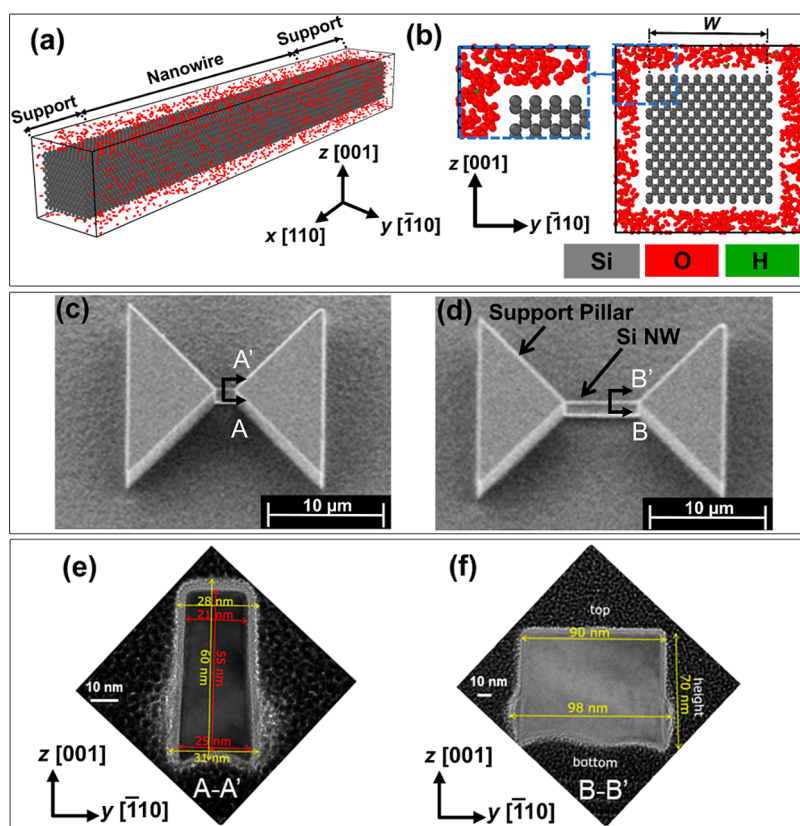 (a)
Support
Nanowire
Support
z [001]
x [110]
y [1̄10]
(b)
W
z [001]
y [1̄10]
Si
O
H
(c)
A'
A
10 µm
(d)
Support Pillar
Si NW
B'
B
10 µm
(e)
28 nm
21 nm
60 nm
55 nm
10 nm
25 nm
31 nm
z [001]
y [1̄10]
A-A'
(f)
top
90 nm
10 nm
height
70 nm
98 nm
bottom
z [001]
y [1̄10]
B-B'